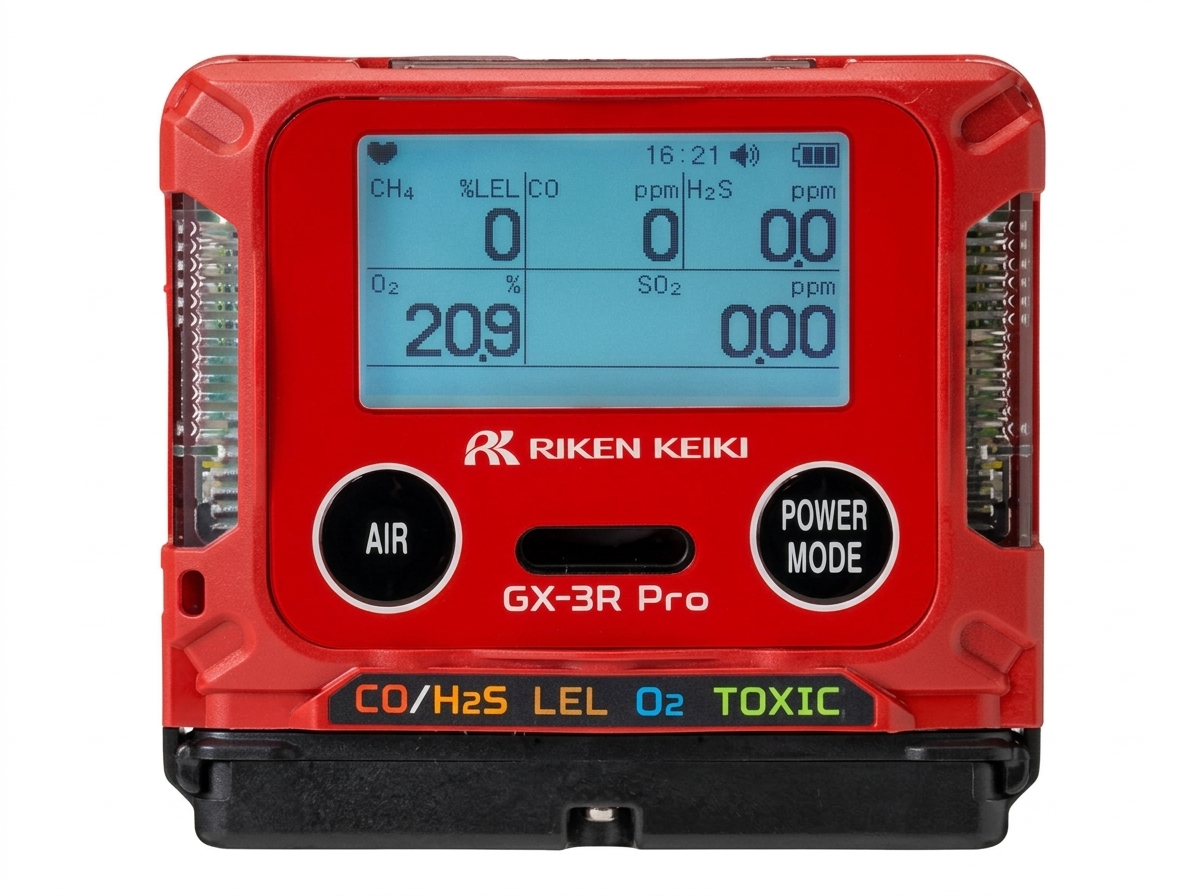 16:21
CH₄ %LEL CO ppm H₂S ppm
0 0 0.0
O₂ % SO₂ ppm
20.9 0.00
RIKEN KEIKI
AIR
POWER
MODE
GX-3R Pro
CO/H2S LEL O2 TOXIC